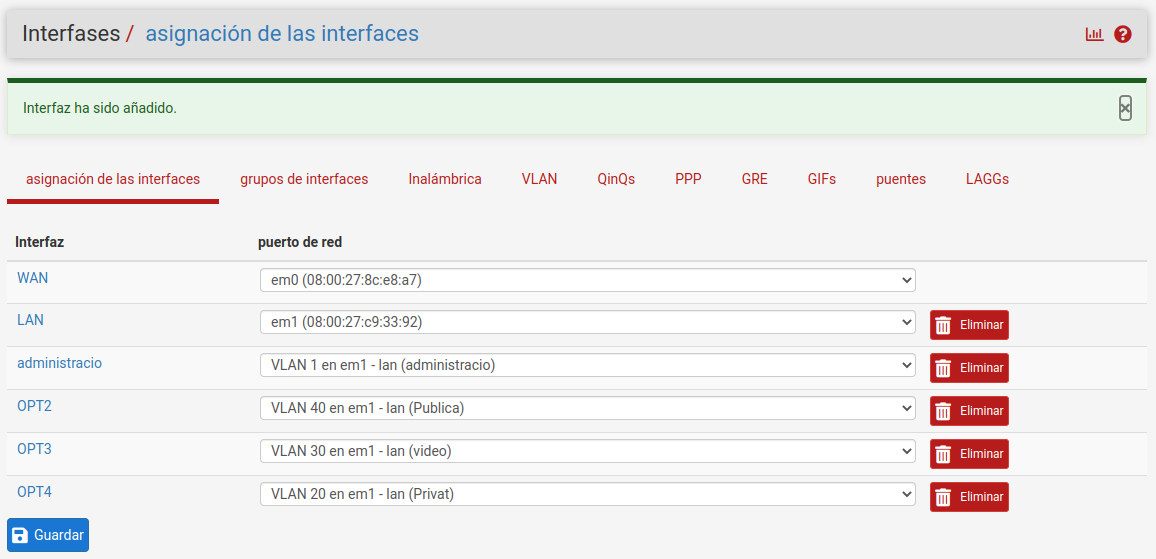 Interfases / asignación de las interfaces
Interfaz ha sido añadido.
asignación de las interfaces grupos de interfaces Inalámbrica VLAN QinQs PPP GRE GIFs puentes LAGGs
Interfaz puerto de red
WAN em0 (08:00:27:8c:e8:a7)
LAN em1 (08:00:27:c9:33:92) Eliminar
administracio VLAN 1 en em1 - lan (administracio) Eliminar
OPT2 VLAN 40 en em1 - lan (Publica) Eliminar
OPT3 VLAN 30 en em1 - lan (video) Eliminar
OPT4 VLAN 20 en em1 - lan (Privat) Eliminar
Guardar